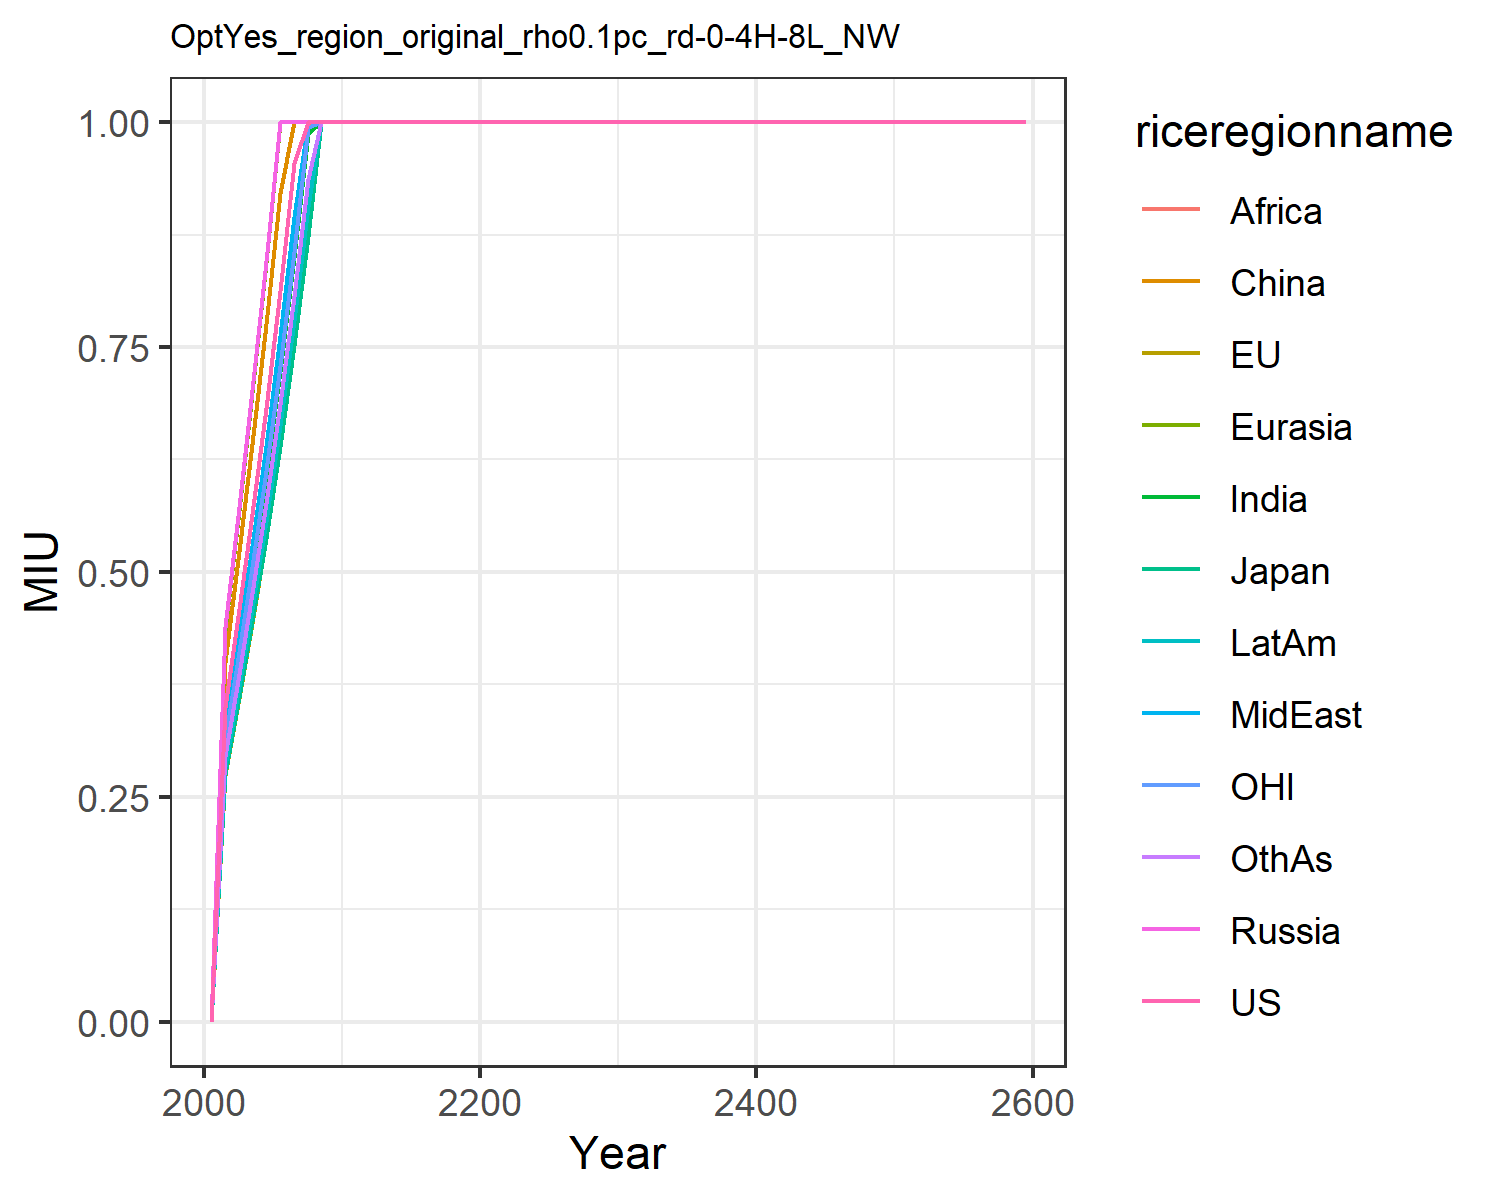 OptYes_region_original_rho0.1pc_rd-0-4H-8L_NW
1.00
0.75
0.50
0.25
0.00
MIU
2000
2200
2400
2600
Year
riceregionname
Africa
China
EU
Eurasia
India
Japan
LatAm
MidEast
OHI
OthAs
Russia
US